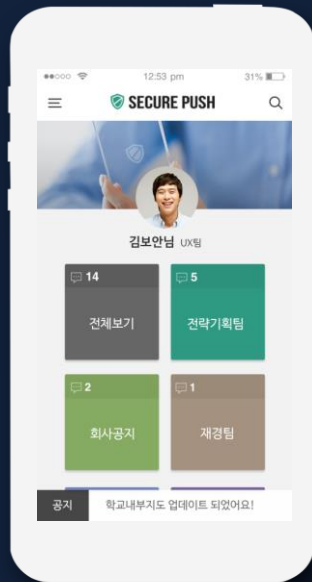 12:53 pm
31%
SECURE PUSH
김보안님 UX팀
14
5
전체보기
전략기획팀
2
1
회사공지
재경팀
공지
학교내부지도 업데이트 되었어요!